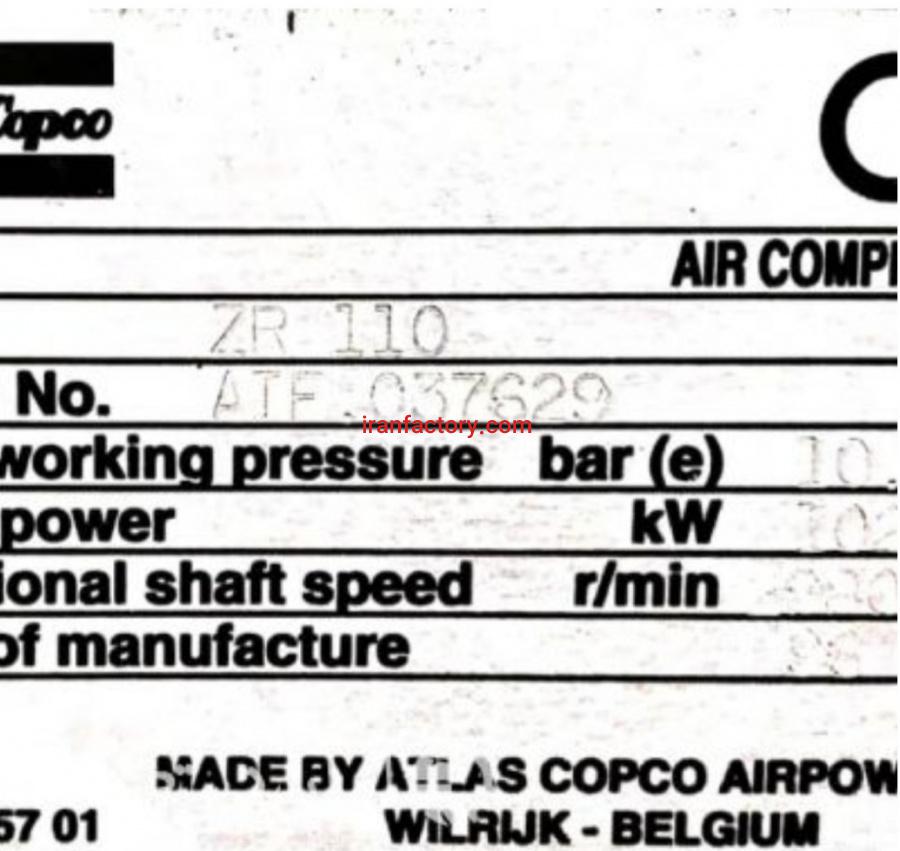 Copco
AIR COMP
ZR 110
No. 037629
iranfactory.com
working pressure bar (e) 10.
power kW
ional shaft speed r/min
of manufacture
MADE BY ATLAS COPCO AIRPOW
57 01 WILRIJK - BELGIUM